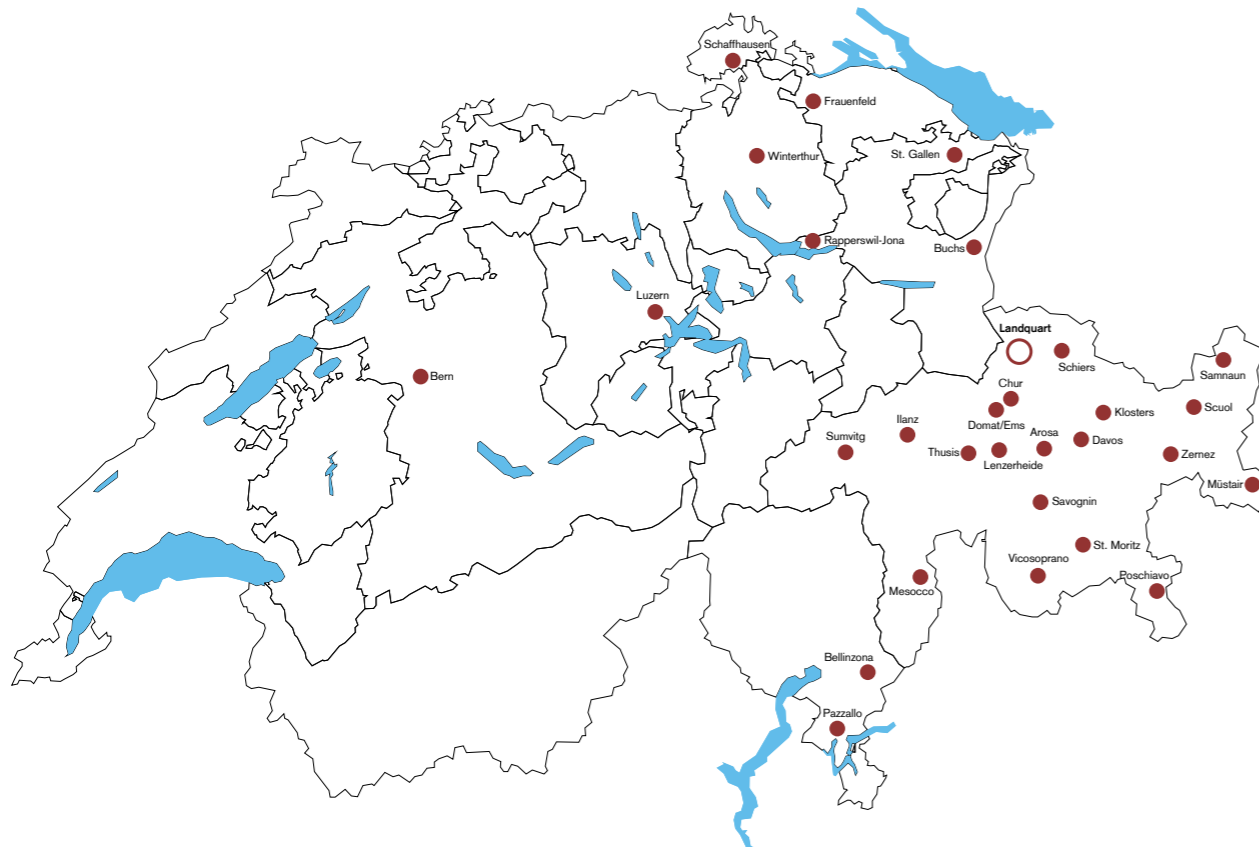 Schaffhausen
Frauenfeld
Winterthur
St. Gallen
Rapperswil-Jona
Buchs
Luzern
Landquart
Schiers
Samnaun
Bern
Chur
Domat/Ems
Klosters
Scuol
Ilanz
Sumvitg
Thusis
Lenzerheide
Arosa
Davos
Zernez
Müstair
Savognin
St. Moritz
Vicosoprano
Poschiavo
Mesocco
Bellinzona
Pazzallo